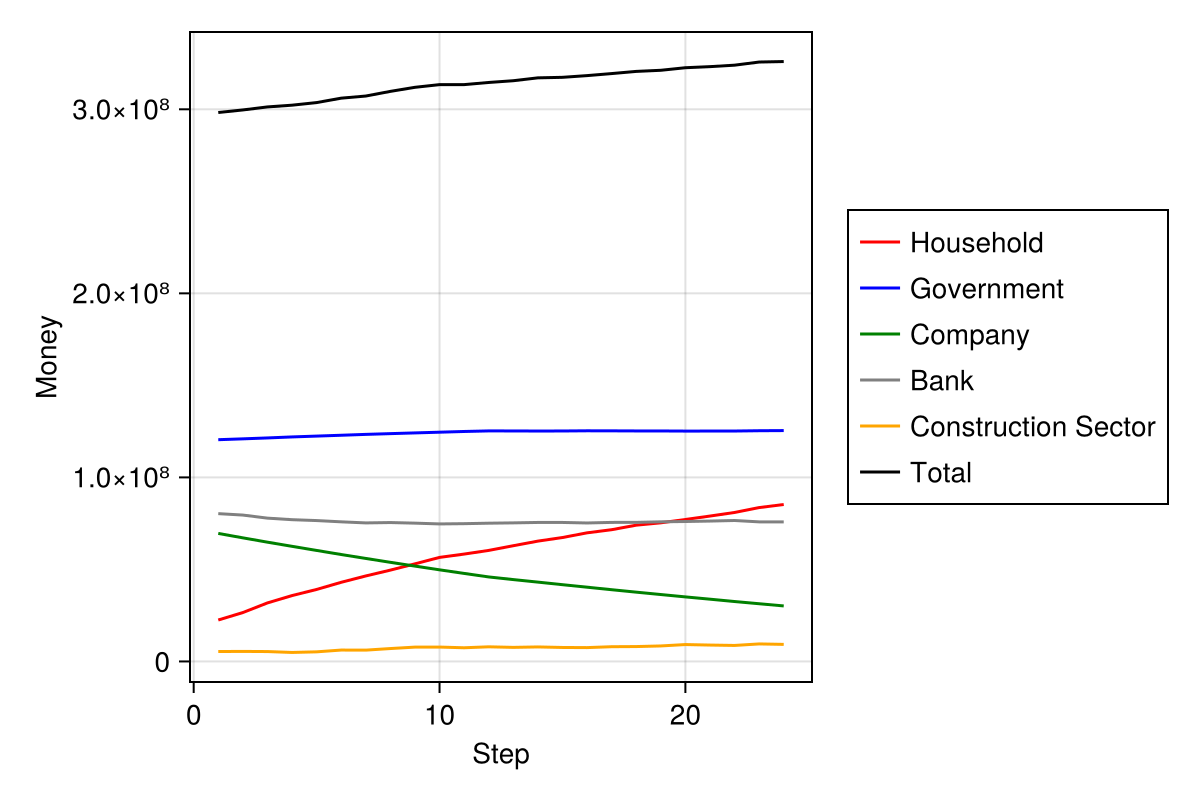 3.0×10⁸
2.0×10⁸
1.0×10⁸
0
Money
0
10
20
Step
Household
Government
Company
Bank
Construction Sector
Total